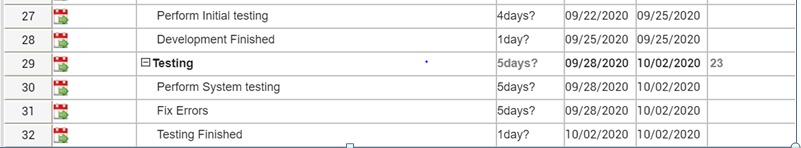 27 Perform Initial testing 4days? 09/22/2020 09/25/2020
28 Development Finished 1day? 09/25/2020 09/25/2020
29 Testing 5days? 09/28/2020 10/02/2020 23
30 Perform System testing 5days? 09/28/2020 10/02/2020
31 Fix Errors 5days? 09/28/2020 10/02/2020
32 Testing Finished 1day? 10/02/2020 10/02/2020